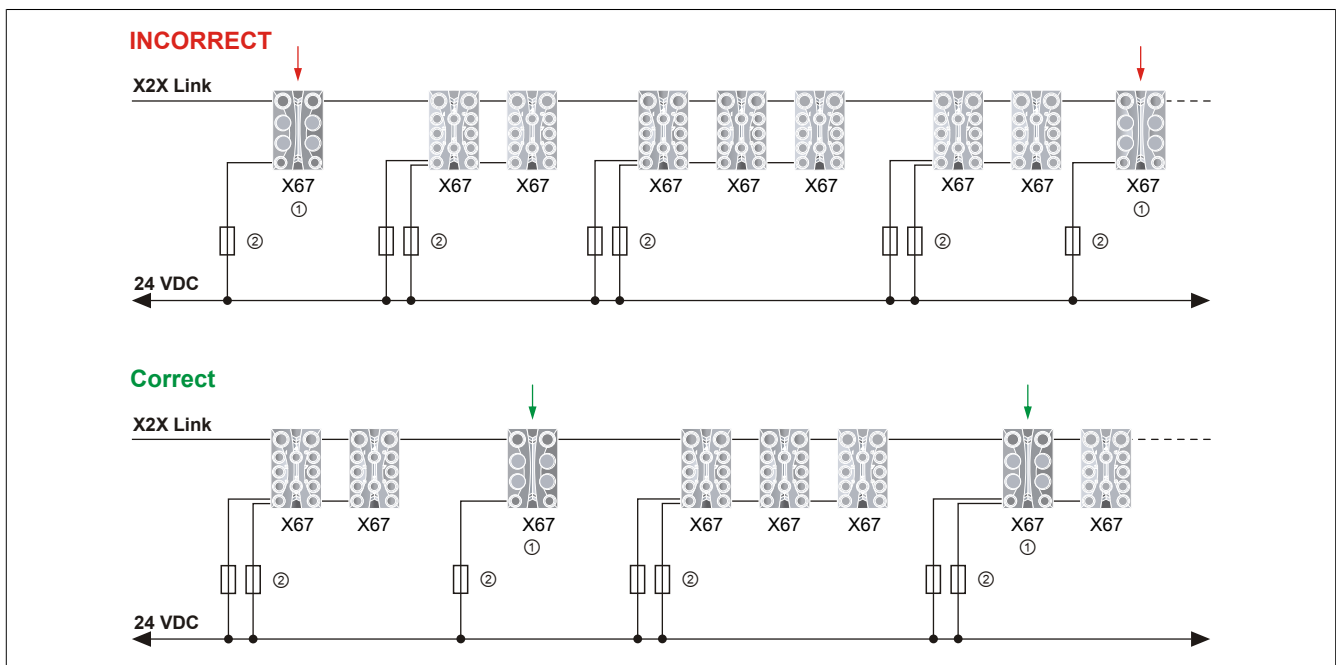 INCORRECT
X2X Link
X67 X67 X67 X67 X67 X67 X67 X67 X67
① ①
② ② ② ② ②
24 VDC
Correct
X2X Link
X67 X67 X67 X67 X67 X67 X67 X67
① ①
② ② ② ②
24 VDC